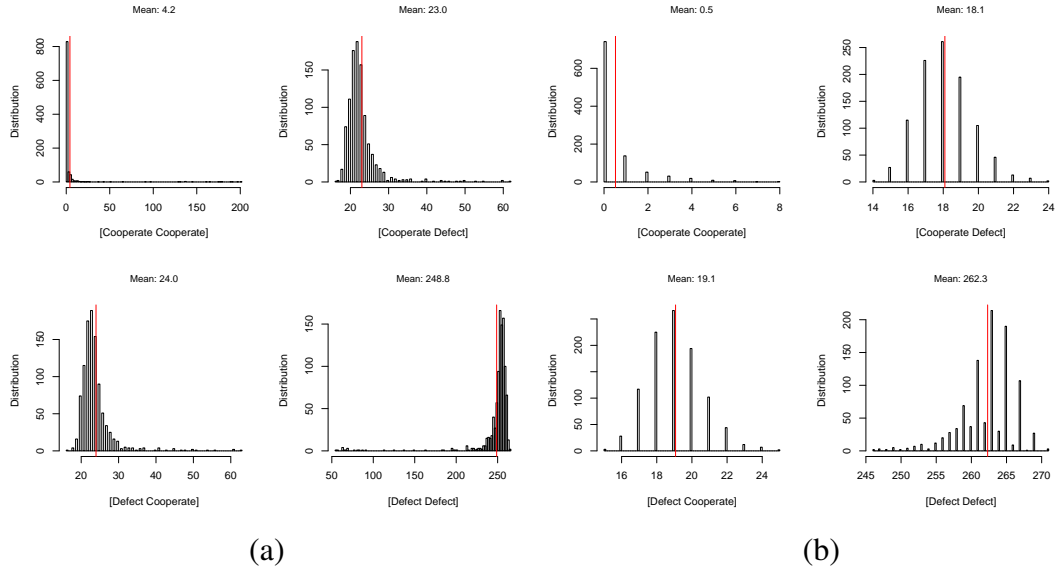 Mean: 4.2
Distribution
0 200 400 600 800
0 50 100 150 200
[Cooperate Cooperate]
Mean: 23.0
Distribution
0 50 100 150
20 30 40 50 60
[Cooperate Defect]
Mean: 0.5
Distribution
0 200 400 600
0 2 4 6 8
[Cooperate Cooperate]
Mean: 18.1
Distribution
0 50 100 150 200 250
14 16 18 20 22 24
[Cooperate Defect]
Mean: 24.0
Distribution
0 50 100 150
20 30 40 50 60
[Defect Cooperate]
Mean: 248.8
Distribution
0 50 100 150
50 100 150 200 250
[Defect Defect]
Mean: 19.1
Distribution
0 50 100 150 200 250
16 18 20 22 24
[Defect Cooperate]
Mean: 262.3
Distribution
0 50 100 150 200
245 250 255 260 265 270
[Defect Defect]
(a)
(b)